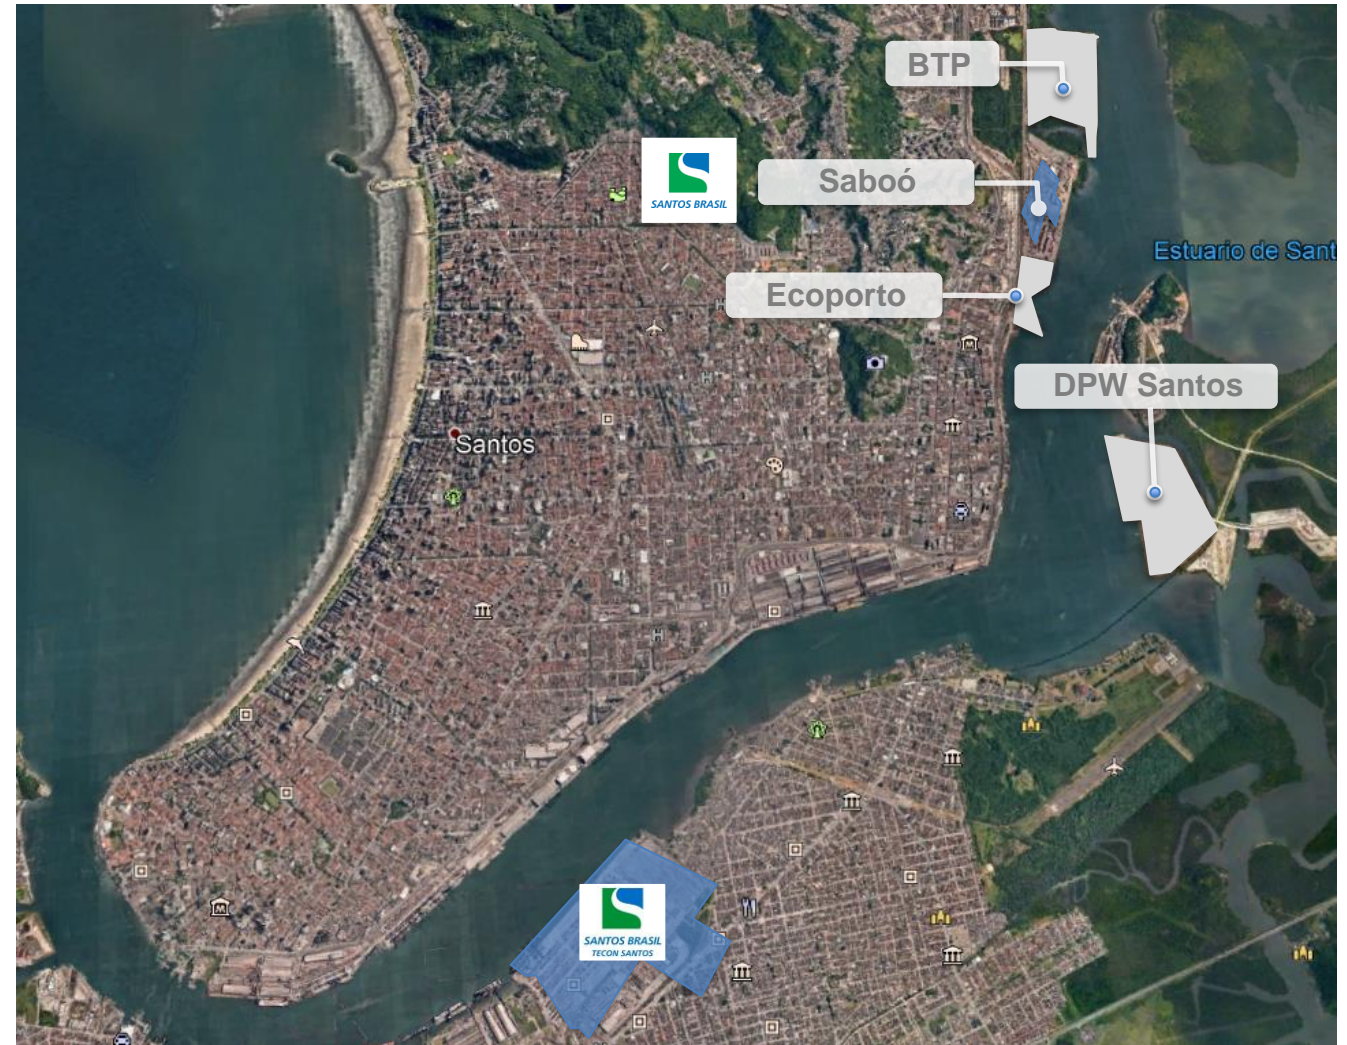 BTP
SANTOS BRASIL
Saboó
Estuario de Sant
Ecoporto
DPW Santos
Santos
SANTOS BRASIL
TECON SANTOS